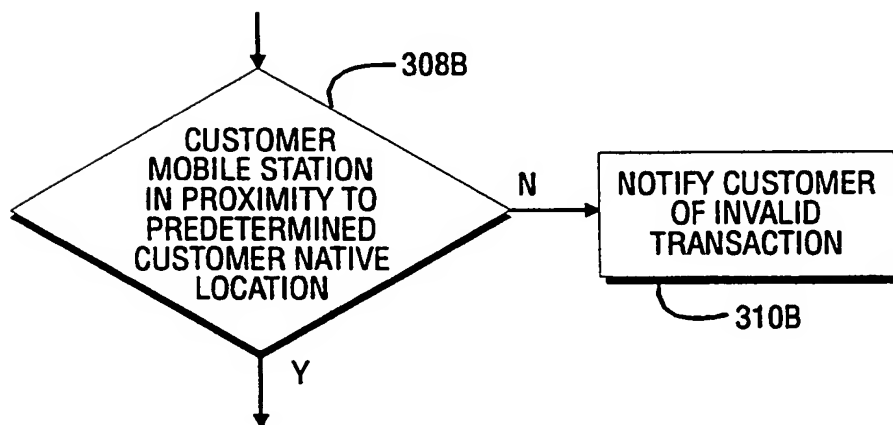 308B
CUSTOMER
MOBILE STATION
IN PROXIMITY TO
PREDETERMINED
CUSTOMER NATIVE
LOCATION
N
NOTIFY CUSTOMER
OF INVALID
TRANSACTION
310B
Y